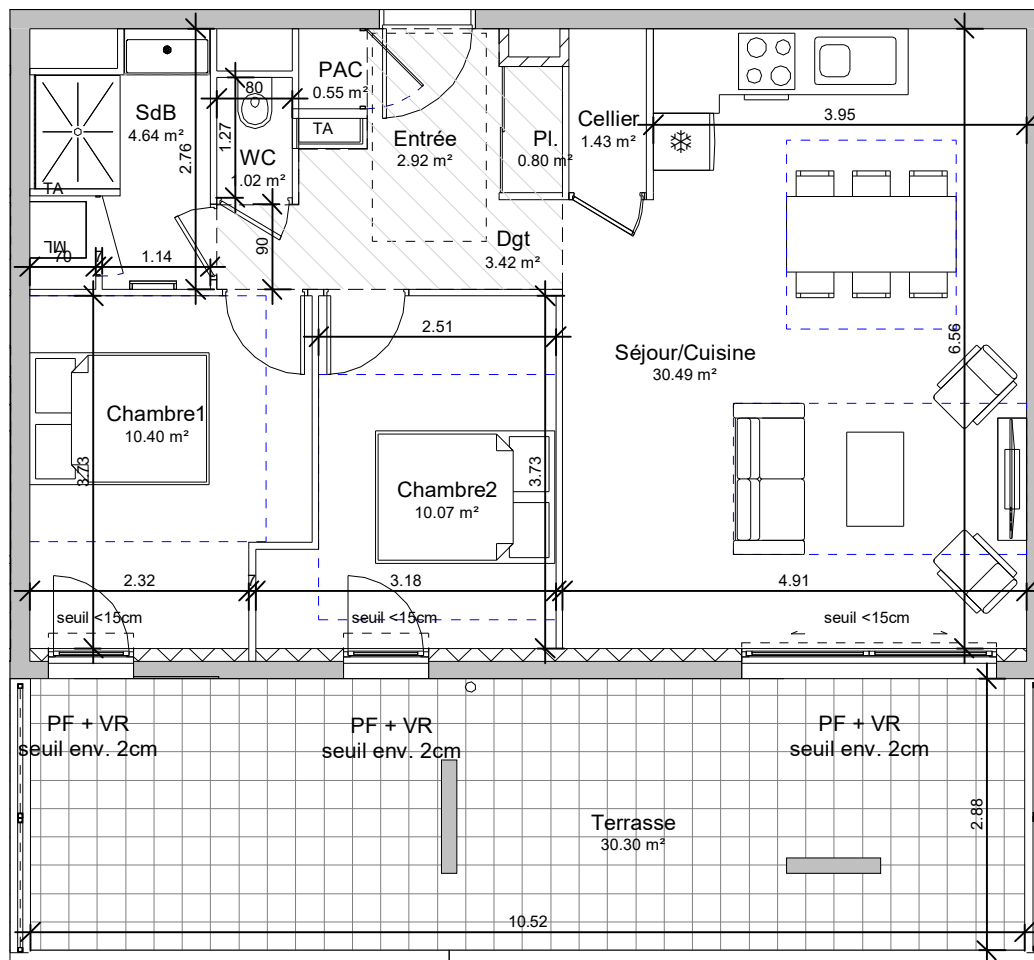 PAC
0.55 m²
SdB
4.64 m²
80
1.27
2.76
TA
WC
1.02 m²
Entrée
2.92 m²
Pl.
0.80 m²
Cellier
1.43 m²
3.95
TA
ML
70
7
1.14
90
Dgt
3.42 m²
2.51
Séjour/Cuisine
30.49 m²
6.56
Chambre1
10.40 m²
3.73
Chambre2
10.07 m²
3.73
2.32
7
3.18
4.91
seuil <15cm
seuil <15cm
seuil <15cm
PF + VR
seuil env. 2cm
PF + VR
seuil env. 2cm
PF + VR
seuil env. 2cm
Terrasse
30.30 m²
2.88
10.52